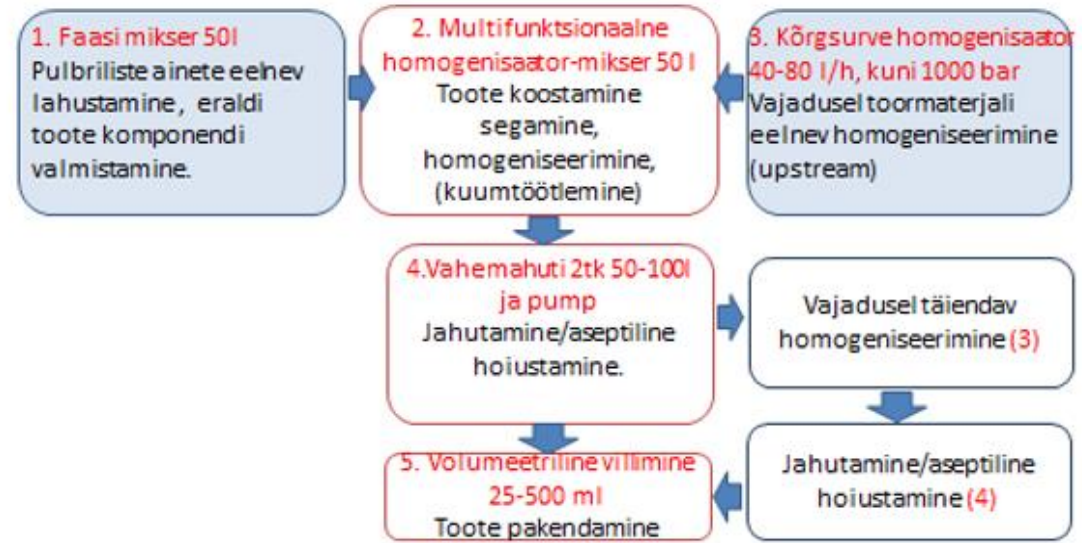 1. Faasi mikser 50l
Pulbriliste ainete eelnev
lahustamine, eraldi
toote komponendi
valmistamine.
2. Multifunktsionaalne
homogenisaator-mikser 50 l
Toote koostamine
segamine,
homogeniseerimine,
(kuumtöötlemine)
3. Kõrgsurve homogenisaator
40-80 l/h, kuni 1000 bar
Vajadusel toormaterjali
eelnev homogeniseerimine
(upstream)
4.Vahemahuti 2tk 50-100l
ja pump
Jahutamine/aseptiline
hoiustamine.
Vajadusel täiendav
homogeniseerimine (3)
5. Volumeetriline villimine
25-500 ml
Toote pakendamine
Jahutamine/aseptiline
hoiustamine (4)